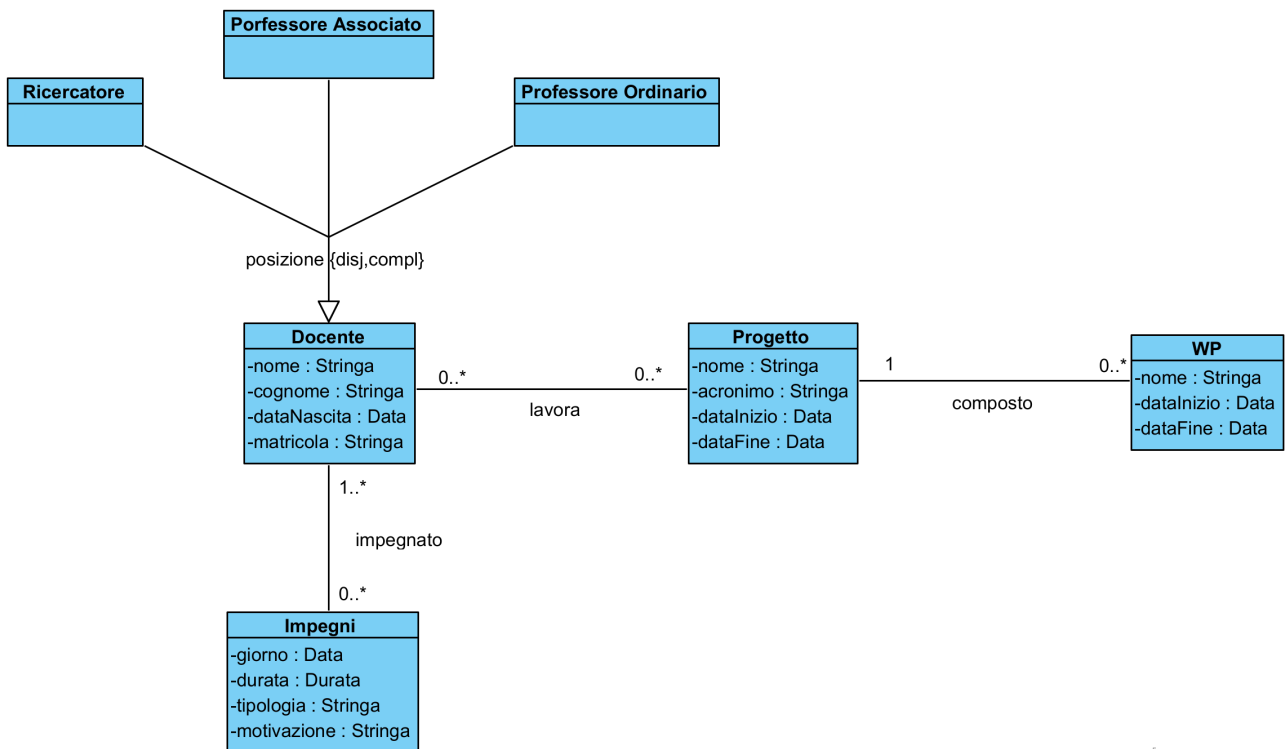 Porfessore Associato
Ricercatore
Professore Ordinario
posizione {disj,compl}
Docente
-nome : Stringa
-cognome : Stringa
-dataNascita : Data
-matricola : Stringa
0..*
0..*
lavora
Progetto
-nome : Stringa
-acronimo : Stringa
-dataInizio : Data
-dataFine : Data
1
0..*
composto
WP
-nome : Stringa
-dataInizio : Data
-dataFine : Data
1..*
impegnato
0..*
Impegni
-giorno : Data
-durata : Durata
-tipologia : Stringa
-motivazione : Stringa